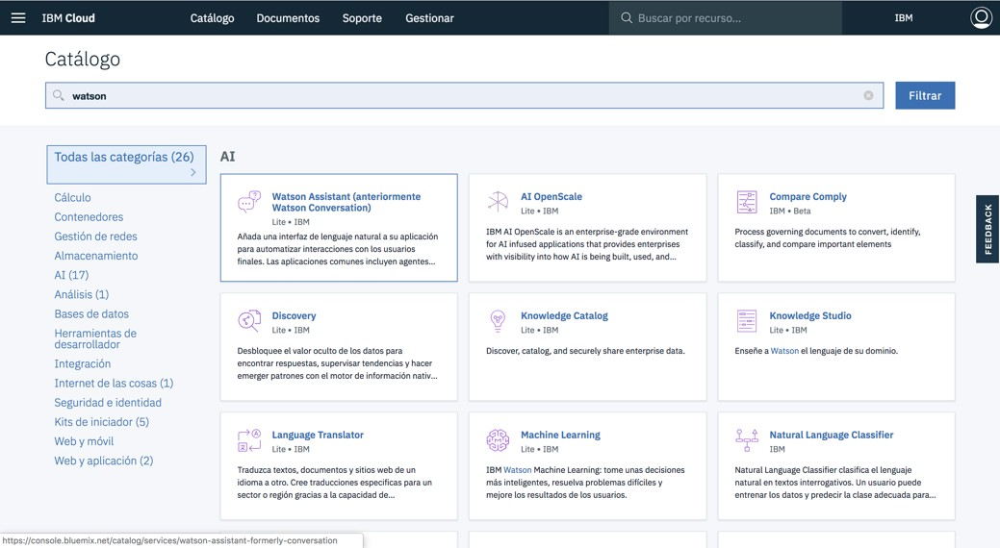 IBM Cloud
Catálogo
Documentos
Soporte
Gestionar
Buscar por recurso...
IBM
Catálogo
watson
Filtrar
Todas las categorías (26)
Cálculo
Contenedores
Gestión de redes
Almacenamiento
AI (17)
Análisis (1)
Bases de datos
Herramientas de
desarrollador
Integración
Internet de las cosas (1)
Seguridad e identidad
Kits de iniciador (5)
Web y móvil
Web y aplicación (2)
AI
Watson Assistant (anteriormente
Watson Conversation)
Lite • IBM
Añada una interfaz de lenguaje natural a su aplicación
para automatizar interacciones con los usuarios
finales. Las aplicaciones comunes incluyen agentes...
AI OpenScale
Lite • IBM
IBM AI OpenScale is an enterprise-grade environment
for AI infused applications that provides enterprises
with visibility into how AI is being built, used, and...
Compare Comply
IBM • Beta
Process governing documents to convert, identify,
classify, and compare important elements
Discovery
Lite • IBM
Desbloquee el valor oculto de los datos para
encontrar respuestas, supervisar tendencias y hacer
emerger patrones con el motor de información nativ...
Knowledge Catalog
Lite • IBM
Discover, catalog, and securely share enterprise data.
Knowledge Studio
Lite • IBM
Enseñe a Watson el lenguaje de su dominio.
Language Translator
Lite • IBM
Traduzca textos, documentos y sitios web de un
idioma a otro. Cree traducciones especificas para un
sector o región gracias a la capacidad de...
Machine Learning
Lite • IBM
IBM Watson Machine Learning: tome unas decisiones
más inteligentes, resuelva problemas difíciles y
mejore los resultados de los usuarios.
Natural Language Classifier
IBM
Natural Language Classifier clasifica el lenguaje
natural en textos interrogativos. Un usuario puede
entrenar los datos y predecir la clase adecuada para...
FEEDBACK
https://console.bluemix.net/catalog/services/watson-assistant-formerly-conversation